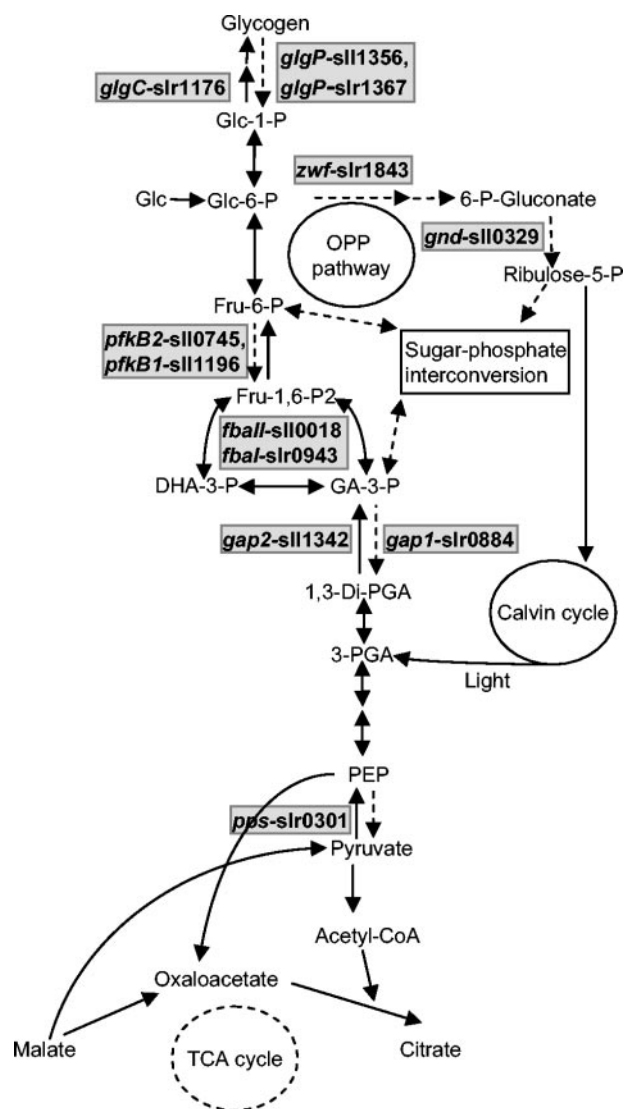 Glycogen
glgP-sll1356,
glgC-slr1176
glgP-slr1367
Glc-1-P
zwf-slr1843
Glc
Glc-6-P
6-P-Gluconate
OPP
pathway
gnd-sll0329
Ribulose-5-P
Fru-6-P
pfkB2-sll0745,
pfkB1-sll1196
Sugar-phosphate
interconversion
Fru-1,6-P2
fbaII-sll0018
fbaI-slr0943
DHA-3-P
GA-3-P
gap2-sll1342
gap1-slr0884
1,3-Di-PGA
Calvin cycle
3-PGA
Light
PEP
pps-slr0301
Pyruvate
Acetyl-CoA
Oxaloacetate
Malate
TCA cycle
Citrate